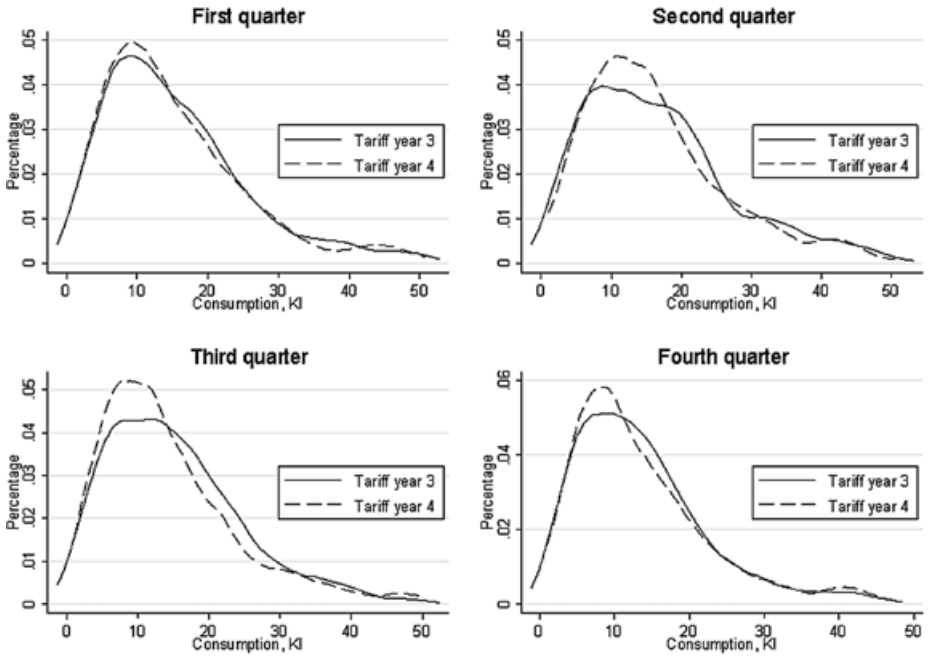 First quarter
Percentage
0 .01 .02 .03 .04 .05
Tariff year 3
Tariff year 4
0 10 20 30 40 50
Consumption, Kl
Second quarter
Percentage
0 .01 .02 .03 .04 .05
Tariff year 3
Tariff year 4
0 10 20 30 40 50
Consumption, Kl
Third quarter
Percentage
0 .01 .02 .03 .04 .05
Tariff year 3
Tariff year 4
0 10 20 30 40 50
Consumption, Kl
Fourth quarter
Percentage
0 .02 .04 .06
Tariff year 3
Tariff year 4
0 10 20 30 40 50
Consumption, Kl